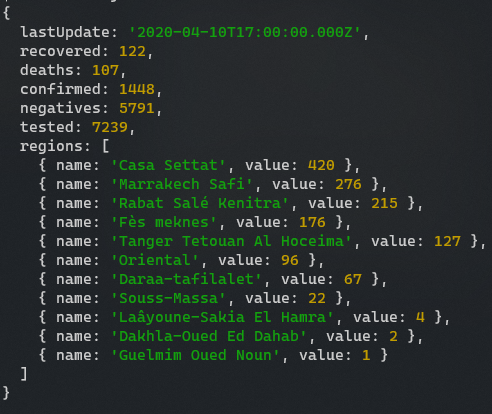 {
  lastUpdate: '2020-04-10T17:00:00.000Z',
  recovered: 122,
  deaths: 107,
  confirmed: 1448,
  negatives: 5791,
  tested: 7239,
  regions: [
    { name: 'Casa Settat', value: 420 },
    { name: 'Marrakech Safi', value: 276 },
    { name: 'Rabat Salé Kenitra', value: 215 },
    { name: 'Fès meknes', value: 176 },
    { name: 'Tanger Tetouan Al Hoceima', value: 127 },
    { name: 'Oriental', value: 96 },
    { name: 'Daraa-tafilalet', value: 67 },
    { name: 'Souss-Massa', value: 22 },
    { name: 'Laâyoune-Sakia El Hamra', value: 4 },
    { name: 'Dakhla-Oued Ed Dahab', value: 2 },
    { name: 'Guelmim Oued Noun', value: 1 }
  ]
}